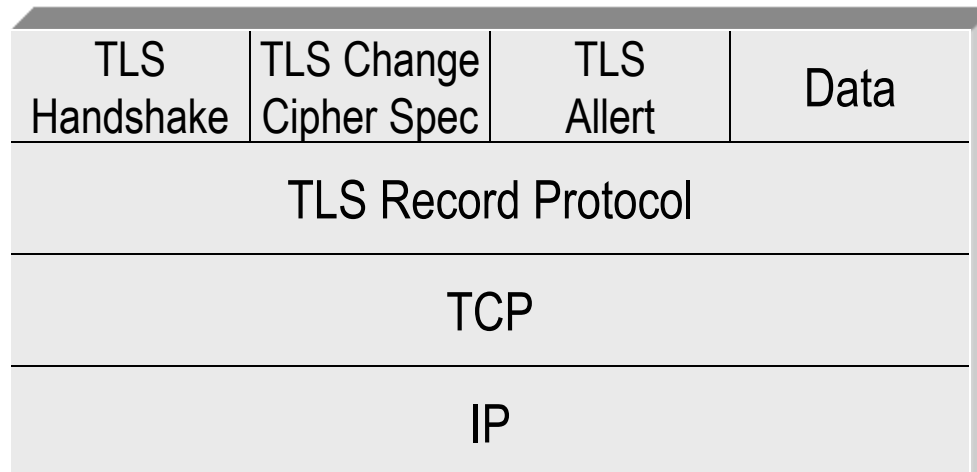 TLS
Handshake
TLS Change
Cipher Spec
TLS
Allert
Data
TLS Record Protocol
TCP
IP